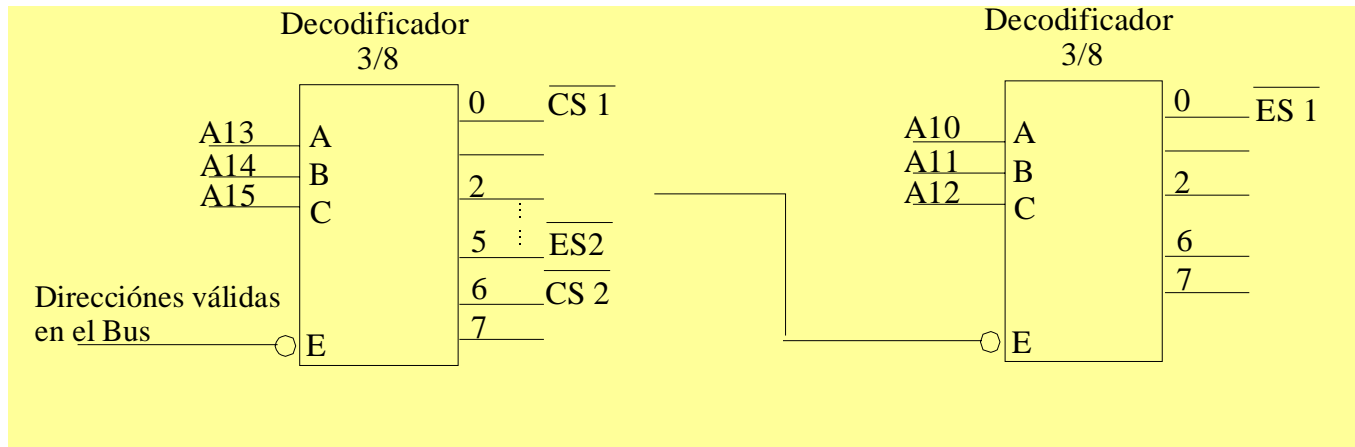 Decodificador
3/8
A13
A14
A15
A
B
C
E
0
2
5
6
7
CS 1
ES2
CS 2
Direcciónes válidas
en el Bus
Decodificador
3/8
A10
A11
A12
A
B
C
E
0
2
6
7
ES 1